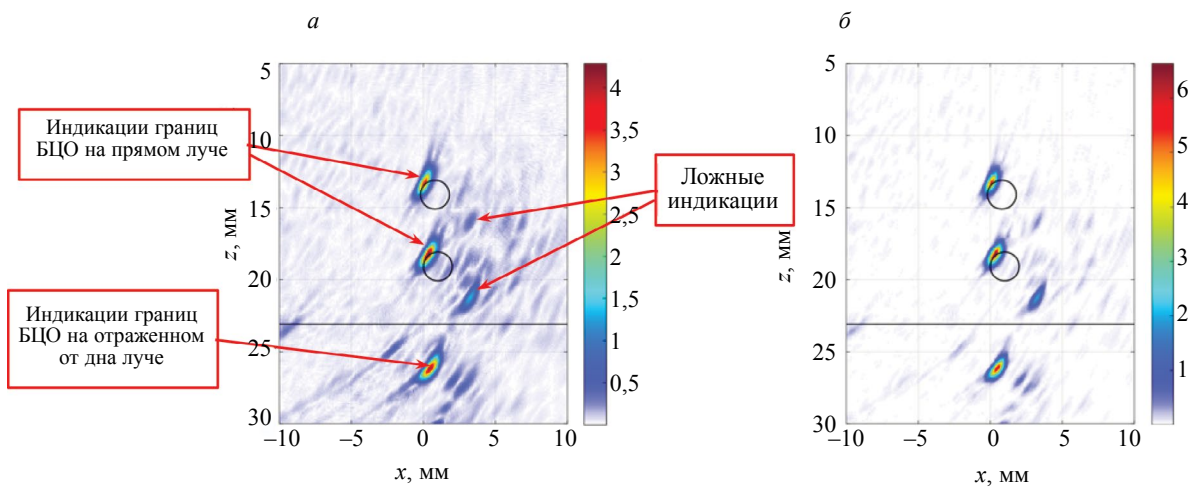 а
б
5
10
15
20
25
30
z, мм
−10
−5
0
5
10
x, мм
4
3,5
3
2,5
2
1,5
1
0,5
Индикации границ
БЦО на прямом луче
Индикации границ
БЦО на отраженном
от дна луче
Ложные
индикации
5
10
15
20
25
30
z, мм
−10
−5
0
5
10
x, мм
6
5
4
3
2
1